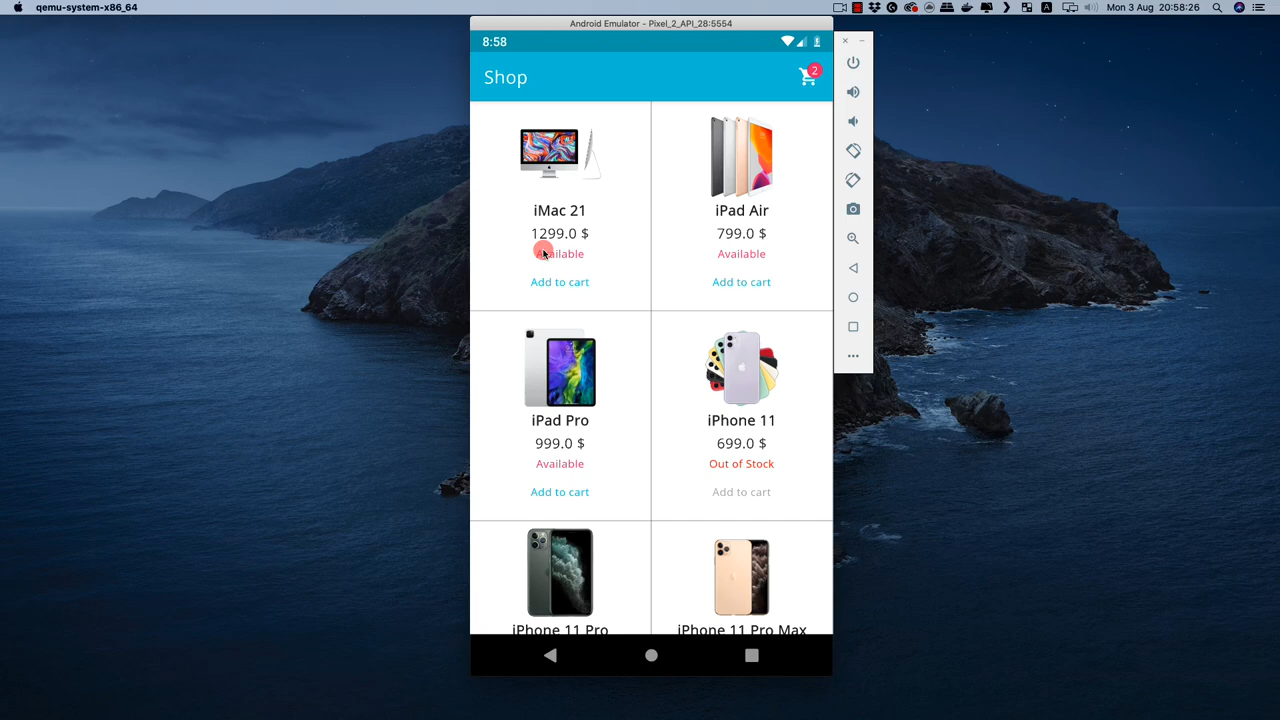 qemu-system-x86_64
Mon 3 Aug 20:58:26
Android Emulator - Pixel_2_API_28:5554
8:58
Shop
2
iMac 21
1299.0 $
Available
Add to cart
iPad Air
799.0 $
Available
Add to cart
iPad Pro
999.0 $
Available
Add to cart
iPhone 11
699.0 $
Out of Stock
Add to cart
iPhone 11 Pro
iPhone 11 Pro Max